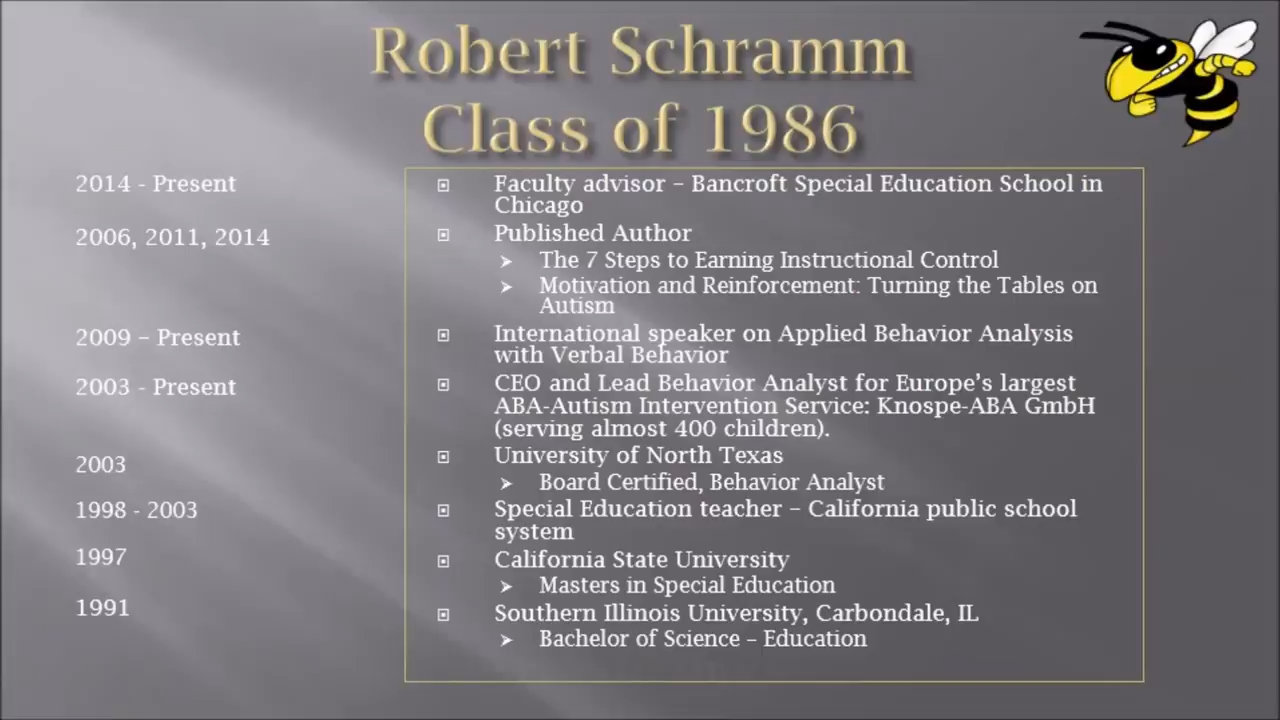 Robert Schramm
Class of 1986
2014 - Present
Faculty advisor – Bancroft Special Education School in
Chicago
2006, 2011, 2014
Published Author
The 7 Steps to Earning Instructional Control
Motivation and Reinforcement: Turning the Tables on
Autism
2009 – Present
International speaker on Applied Behavior Analysis
with Verbal Behavior
2003 - Present
CEO and Lead Behavior Analyst for Europe’s largest
ABA-Autism Intervention Service: Knospe-ABA GmbH
(serving almost 400 children).
2003
University of North Texas
Board Certified, Behavior Analyst
1998 - 2003
Special Education teacher – California public school
system
1997
California State University
Masters in Special Education
1991
Southern Illinois University, Carbondale, IL
Bachelor of Science – Education